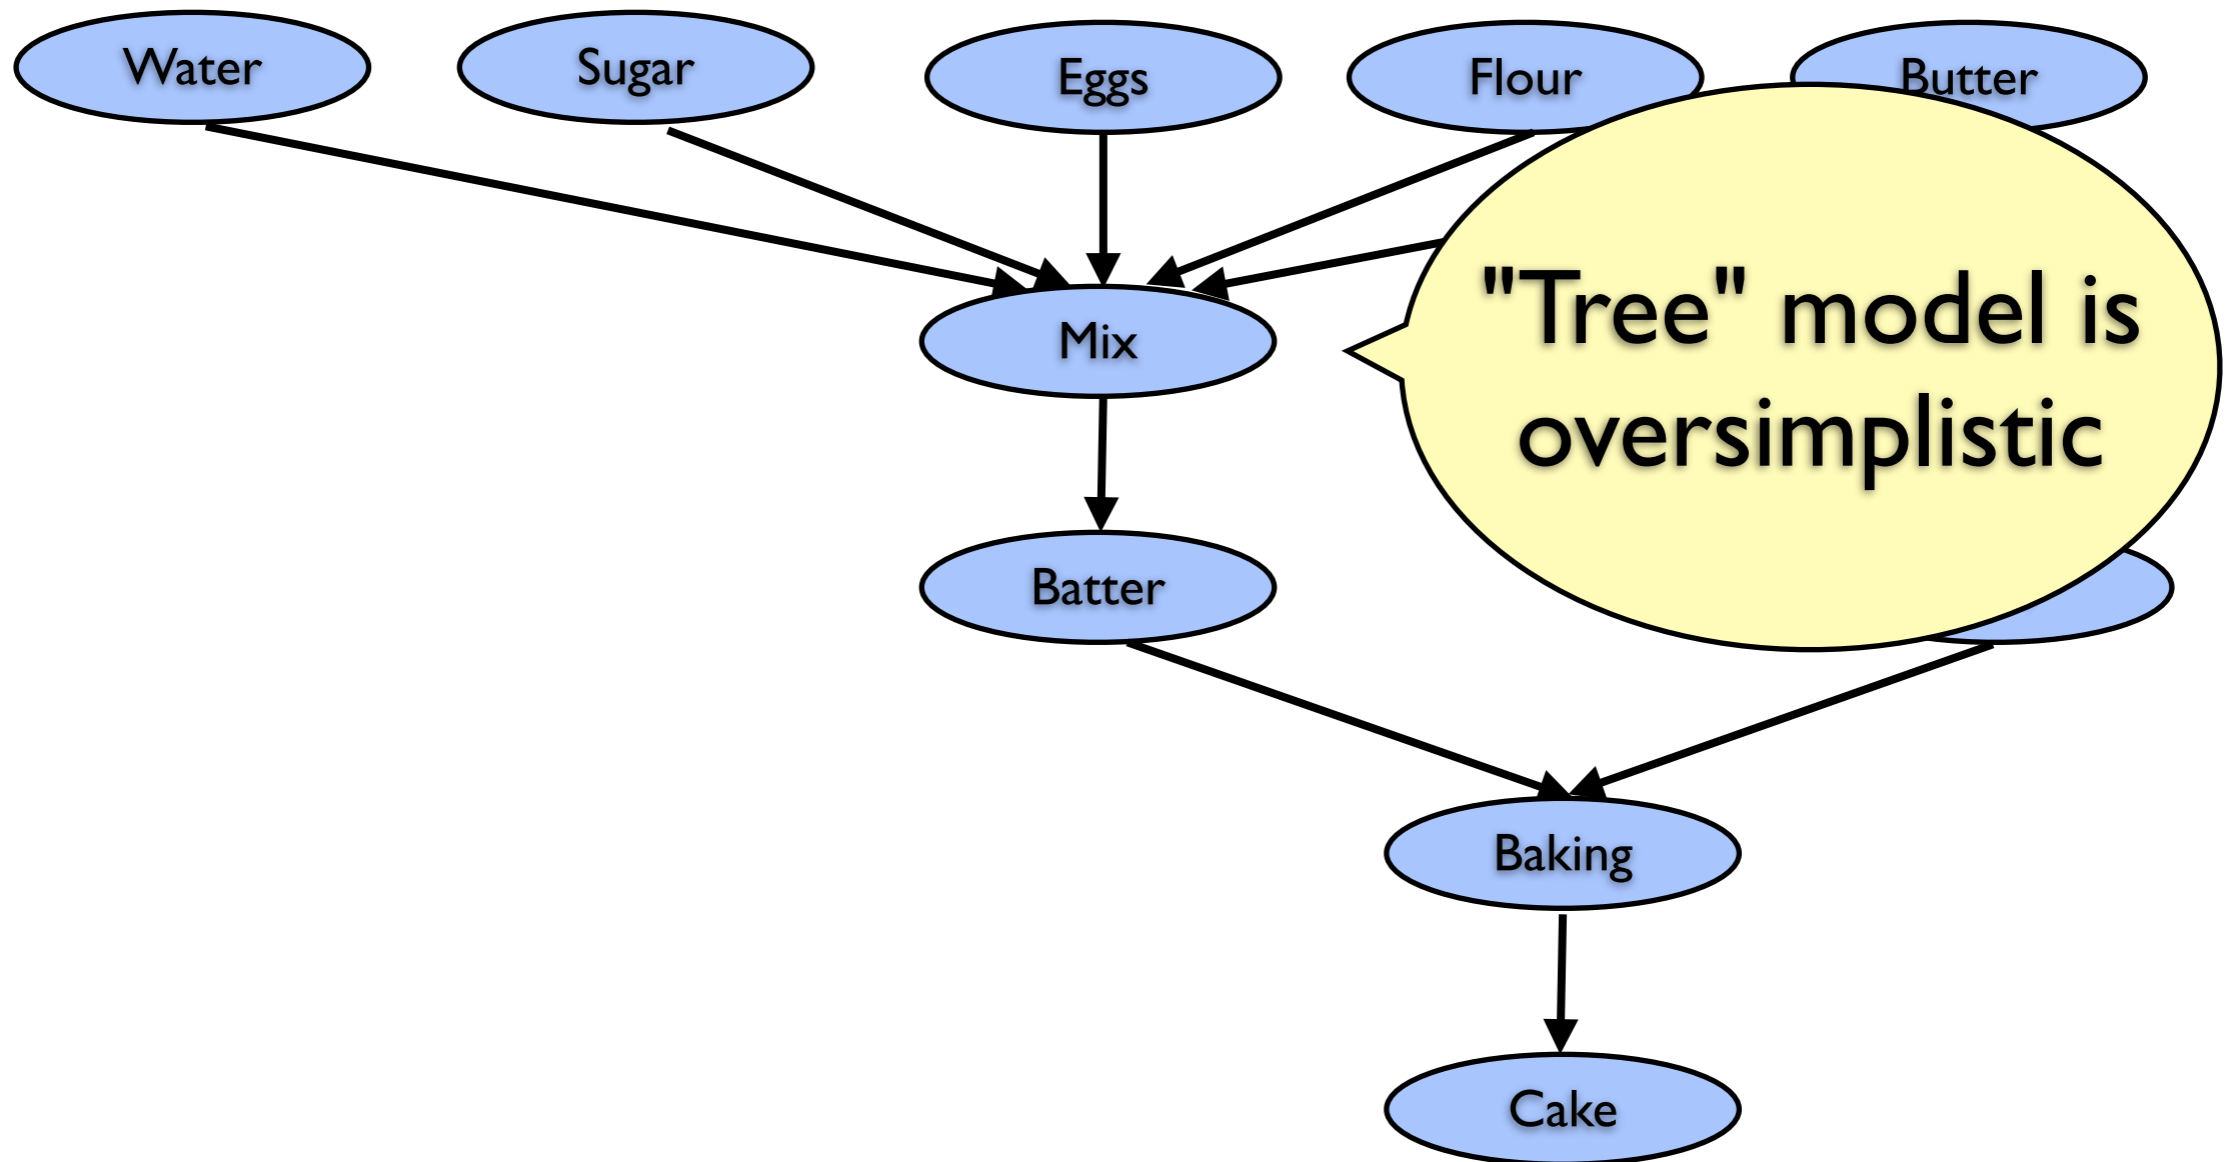 Water
Sugar
Eggs
Flour
Butter
"Tree" model is
oversimplistic
Mix
Batter
Baking
Cake